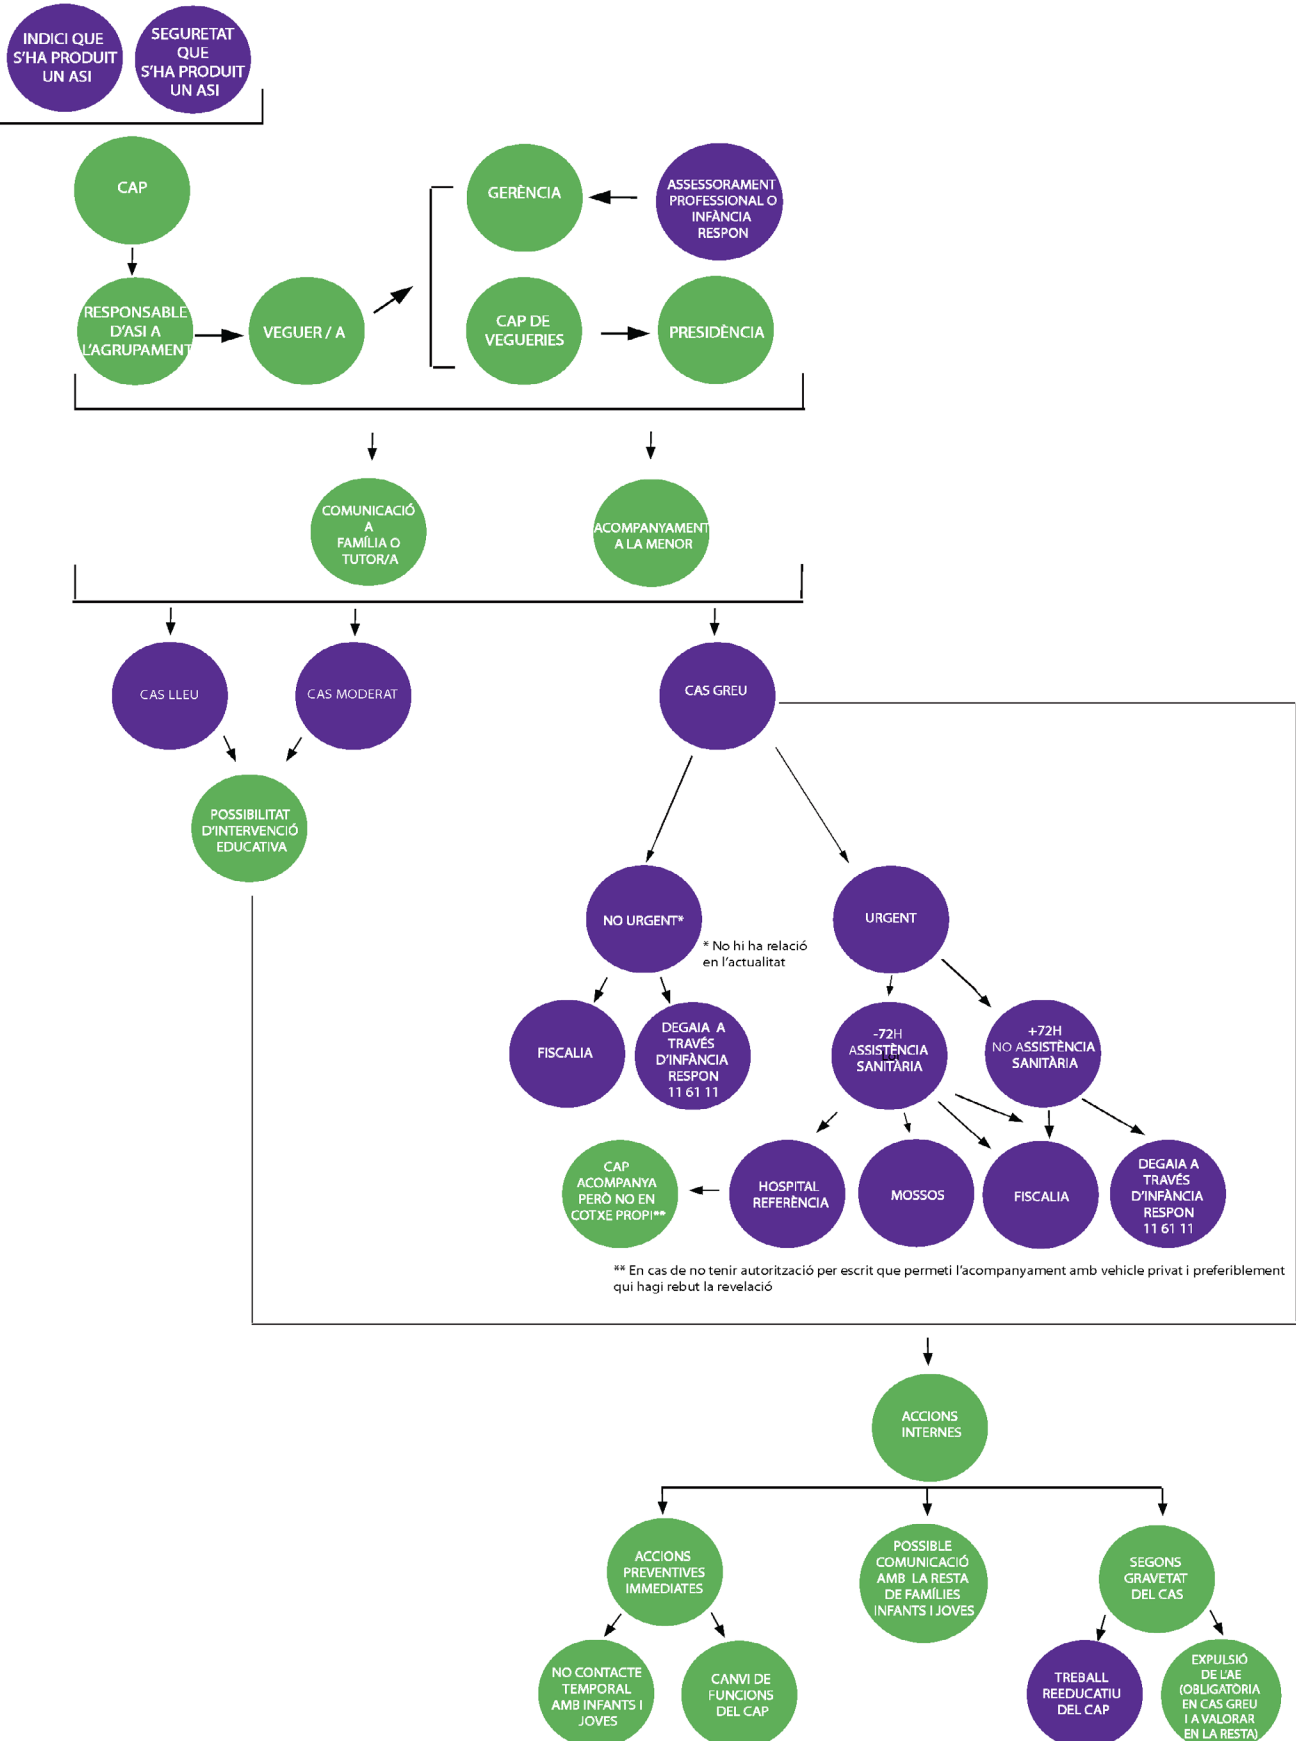 INDICI QUE
S'HA PRODUIT
UN ASI
SEGURETAT
QUE
S'HA PRODUIT
UN ASI
CAP
GERÈNCIA
ASSESSORAMENT
PROFESSIONAL O
INFÀNCIA
RESPON
RESPONSABLE
D'ASI A
L'AGRUPAMENT
VEGUER / A
CAP DE
VEGUERIES
PRESIDÈNCIA
COMUNICACIÓ
A
FAMÍLIA O
TUTOR/A
ACOMPANYAMENT
A LA MENOR
CAS LLEU
CAS MODERAT
CAS GREU
POSSIBILITAT
D'INTERVENCIÓ
EDUCATIVA
NO URGENT*
* No hi ha relació
en l'actualitat
URGENT
FISCALIA
DEGAIA A
TRAVÉS
D'INFÀNCIA
RESPON
11 61 11
-72H
ASSISTÈNCIA
SANITÀRIA
+72H
NO ASSISTÈNCIA
SANITÀRIA
CAP
ACOMPANYA
PERÒ NO EN
COTXE PROPI**
HOSPITAL
REFERÈNCIA
MOSSOS
FISCALIA
DEGAIA A
TRAVÉS
D'INFÀNCIA
RESPON
11 61 11
** En cas de no tenir autorització per escrit que permeti l'acompanyament amb vehicle privat i preferiblement
qui hagi rebut la revelació
ACCIONS
INTERNES
ACCIONS
PREVENTIVES
IMMEDIATES
POSSIBLE
COMUNICACIÓ
AMB LA RESTA
DE FAMÍLIES
INFANTS I JOVES
SEGONS
GRAVETAT
DEL CAS
NO CONTACTE
TEMPORAL
AMB INFANTS I
JOVES
CANVI DE
FUNCIONS
DEL CAP
TREBALL
REEDUCATIU
DEL CAP
EXPULSIÓ
DE L'AE
(OBLIGATÒRIA
EN CAS GREU
I A VALORAR
EN LA RESTA)